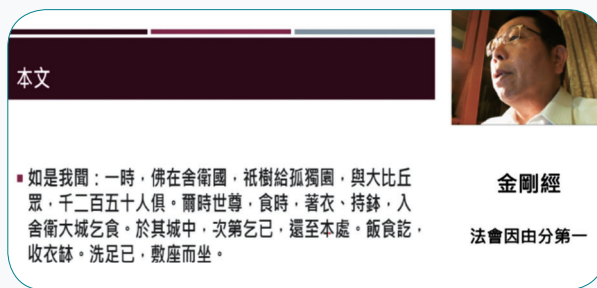 本文
如是我聞：一時，佛在舍衛國，祇樹給孤獨園，與大比丘
眾，千二百五十人俱。爾時世尊，食時，著衣、持鉢，入
舍衛大城乞食。於其城中，次第乞已，還至本處。飯食訖，
收衣缽。洗足已，敷座而坐。
金剛經
法會因由分第一